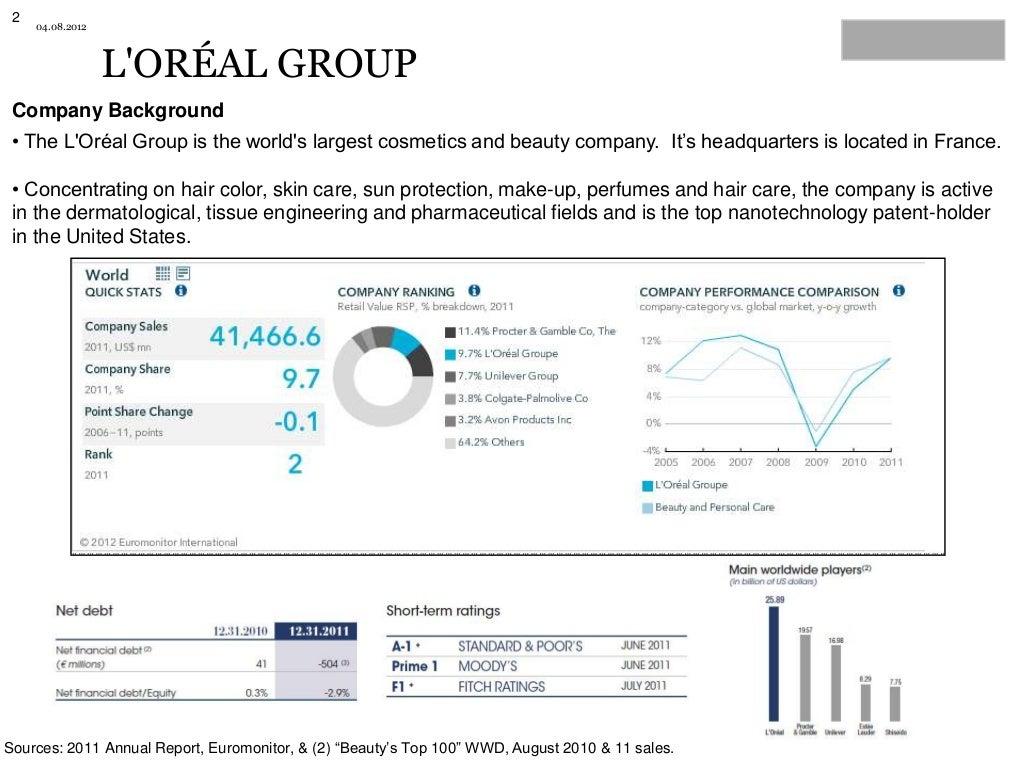 2
04.08.2012
L'ORÉAL GROUP
Company Background
• The L'Oréal Group is the world's largest cosmetics and beauty company. It’s headquarters is located in France.
• Concentrating on hair color, skin care, sun protection, make-up, perfumes and hair care, the company is active
in the dermatological, tissue engineering and pharmaceutical fields and is the top nanotechnology patent-holder
in the United States.
World
QUICK STATS
Company Sales
2011, US$ mn
41,466.6
Company Share
2011, %
9.7
Point Share Change
2006–11, points
-0.1
Rank
2011
2
COMPANY RANKING
Retail Value RSP, % breakdown, 2011
11.4% Procter & Gamble Co, The
9.7% L'Oréal Groupe
7.7% Unilever Group
3.8% Colgate-Palmolive Co
3.2% Avon Products Inc
64.2% Others
COMPANY PERFORMANCE COMPARISON
company-category vs. global market, y-o-y growth
12%
8%
4%
0%
-4%
2005 2006 2007 2008 2009 2010 2011
L'Oréal Groupe
Beauty and Personal Care
© 2012 Euromonitor International
Net debt
12.31.2010 12.31.2011
Net financial debt (2)
(€ millions) 41 -504 (3)
Net financial debt/Equity 0.3% -2.9%
Short-term ratings
A-1+ STANDARD & POOR'S JUNE 2011
Prime 1 MOODY'S JUNE 2011
F1+ FITCH RATINGS JULY 2011
Main worldwide players(2)
(in billion of US dollars)
25.89
19.57
16.98
8.29
7.75
L'Oréal
Procter
& Gamble
Unilever
Estée
Lauder
Shiseido
Sources: 2011 Annual Report, Euromonitor, & (2) “Beauty’s Top 100” WWD, August 2010 & 11 sales.